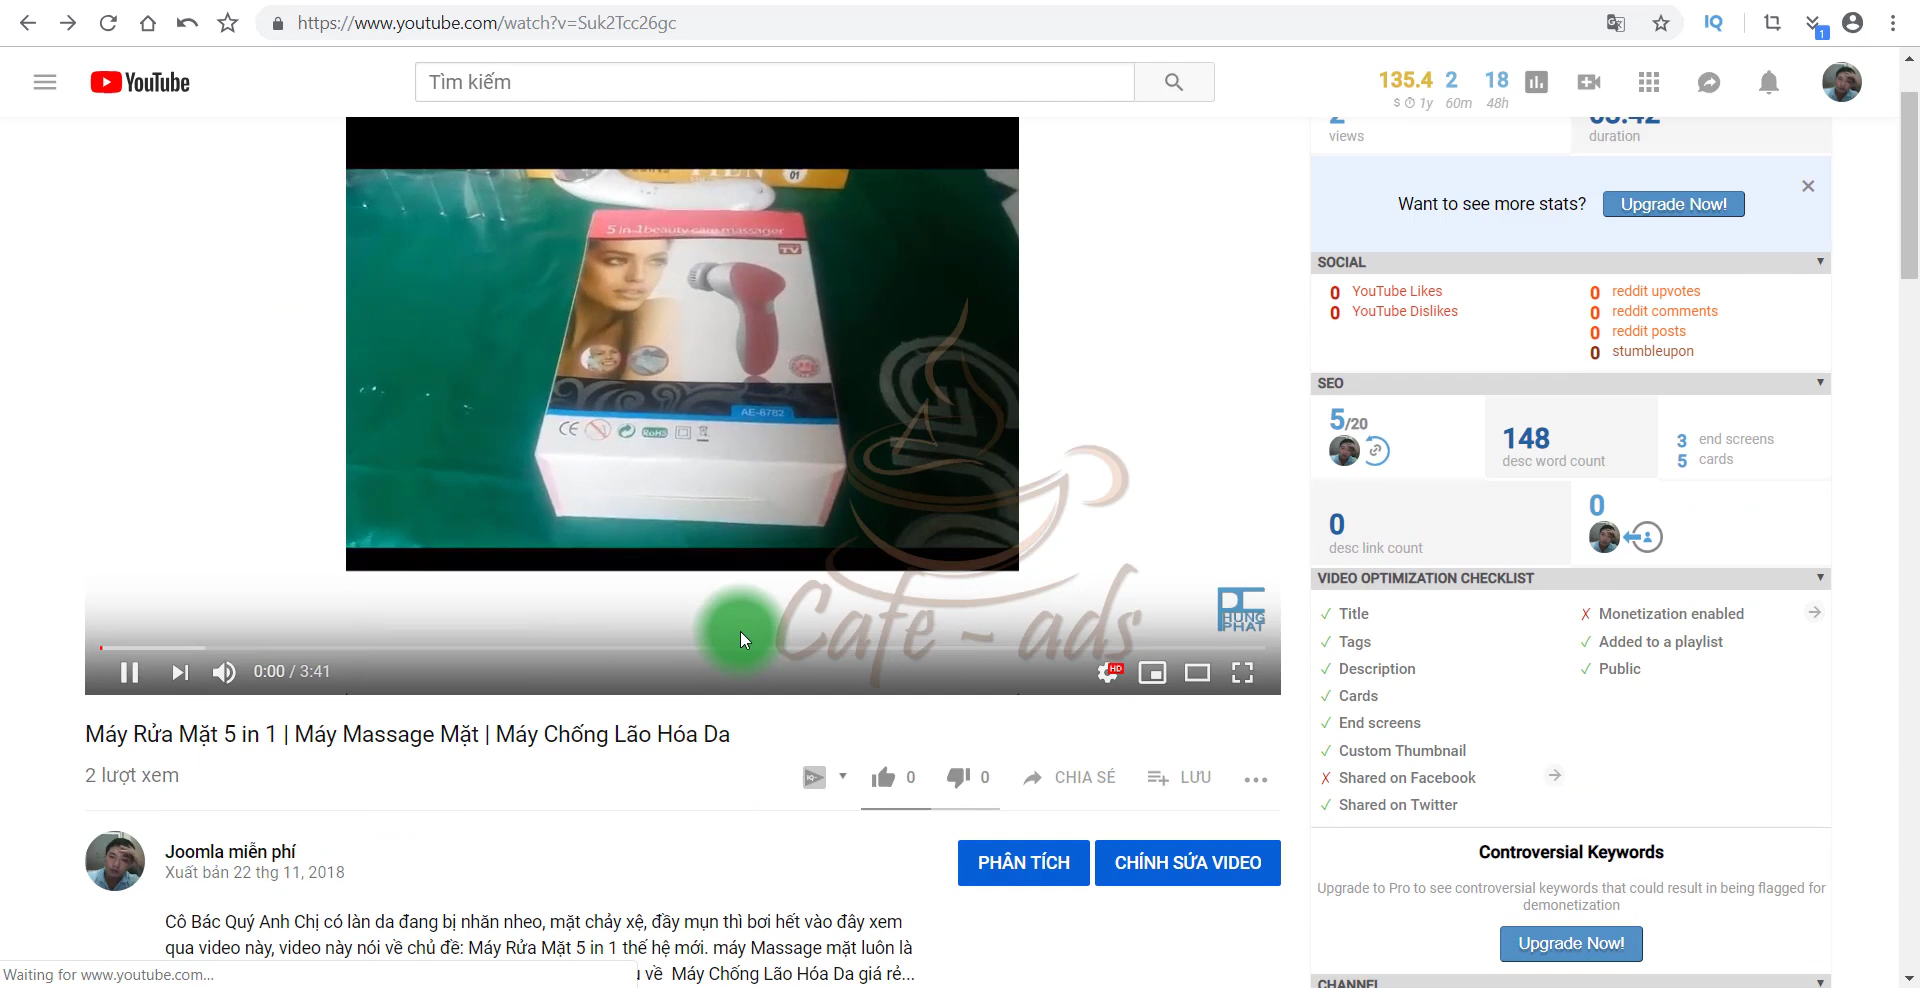 https://www.youtube.com/watch?v=Suk2Tcc26gc
IQ
1
YouTube
Tìm kiếm
135.4 2 18
$ 1y 60m 48h
views
duration
Want to see more stats? Upgrade Now!
01
5 in 1 beauty care massager
TV
AE-8782
CE RoHS
SOCIAL
0 YouTube Likes
0 YouTube Dislikes
0 reddit upvotes
0 reddit comments
0 reddit posts
0 stumbleupon
SEO
5/20
148
desc word count
3 end screens
5 cards
0
desc link count
0
VIDEO OPTIMIZATION CHECKLIST
Title
Tags
Description
Cards
End screens
Custom Thumbnail
Shared on Facebook
Shared on Twitter
Monetization enabled
Added to a playlist
Public
Controversial Keywords
Upgrade to Pro to see controversial keywords that could result in being flagged for
demonetization
Upgrade Now!
CHANNEL
Cafe - ads
HUNG
PHAT
0:00 / 3:41
HD
Máy Rửa Mặt 5 in 1 | Máy Massage Mặt | Máy Chống Lão Hóa Da
2 lượt xem
0 0 CHIA SẺ LƯU
Joomla miễn phí
Xuất bản 22 thg 11, 2018
PHÂN TÍCH CHỈNH SỬA VIDEO
Cô Bác Quý Anh Chị có làn da đang bị nhăn nheo, mặt chảy xệ, đầy mụn thì bơi hết vào đây xem
qua video này, video này nói về chủ đề: Máy Rửa Mặt 5 in 1 thế hệ mới. máy Massage mặt luôn là
về Máy Chống Lão Hóa Da giá rẻ...
Waiting for www.youtube.com...